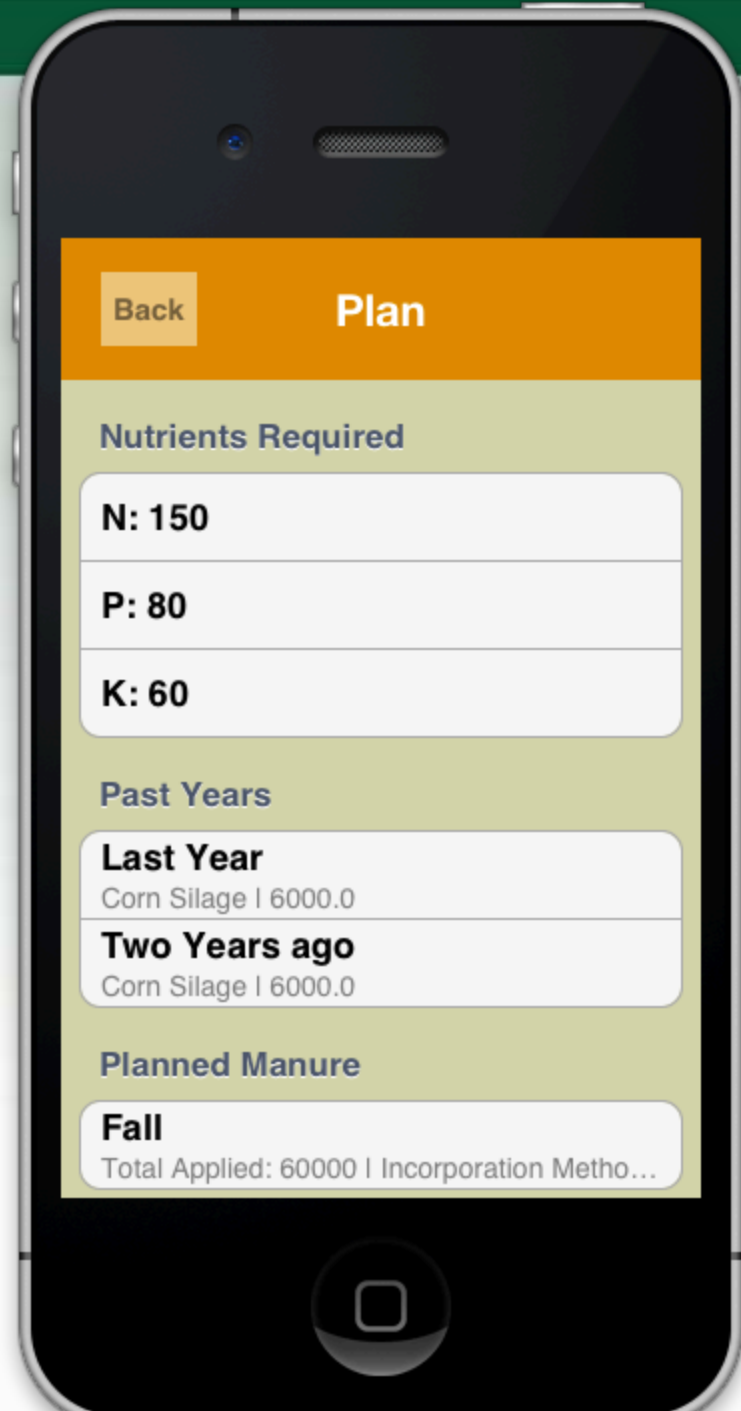 Back
Plan
Nutrients Required
N: 150
P: 80
K: 60
Past Years
Last Year
Corn Silage | 6000.0
Two Years ago
Corn Silage | 6000.0
Planned Manure
Fall
Total Applied: 60000 | Incorporation Metho...